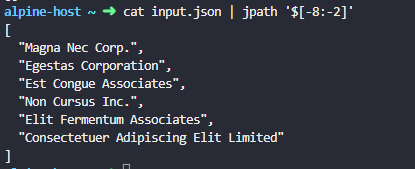 alpine-host ~ ➜ cat input.json | jpath '$[-8:-2]'
[
  "Magna Nec Corp.",
  "Egestas Corporation",
  "Est Congue Associates",
  "Non Cursus Inc.",
  "Elit Fermentum Associates",
  "Consectetuer Adipiscing Elit Limited"
]